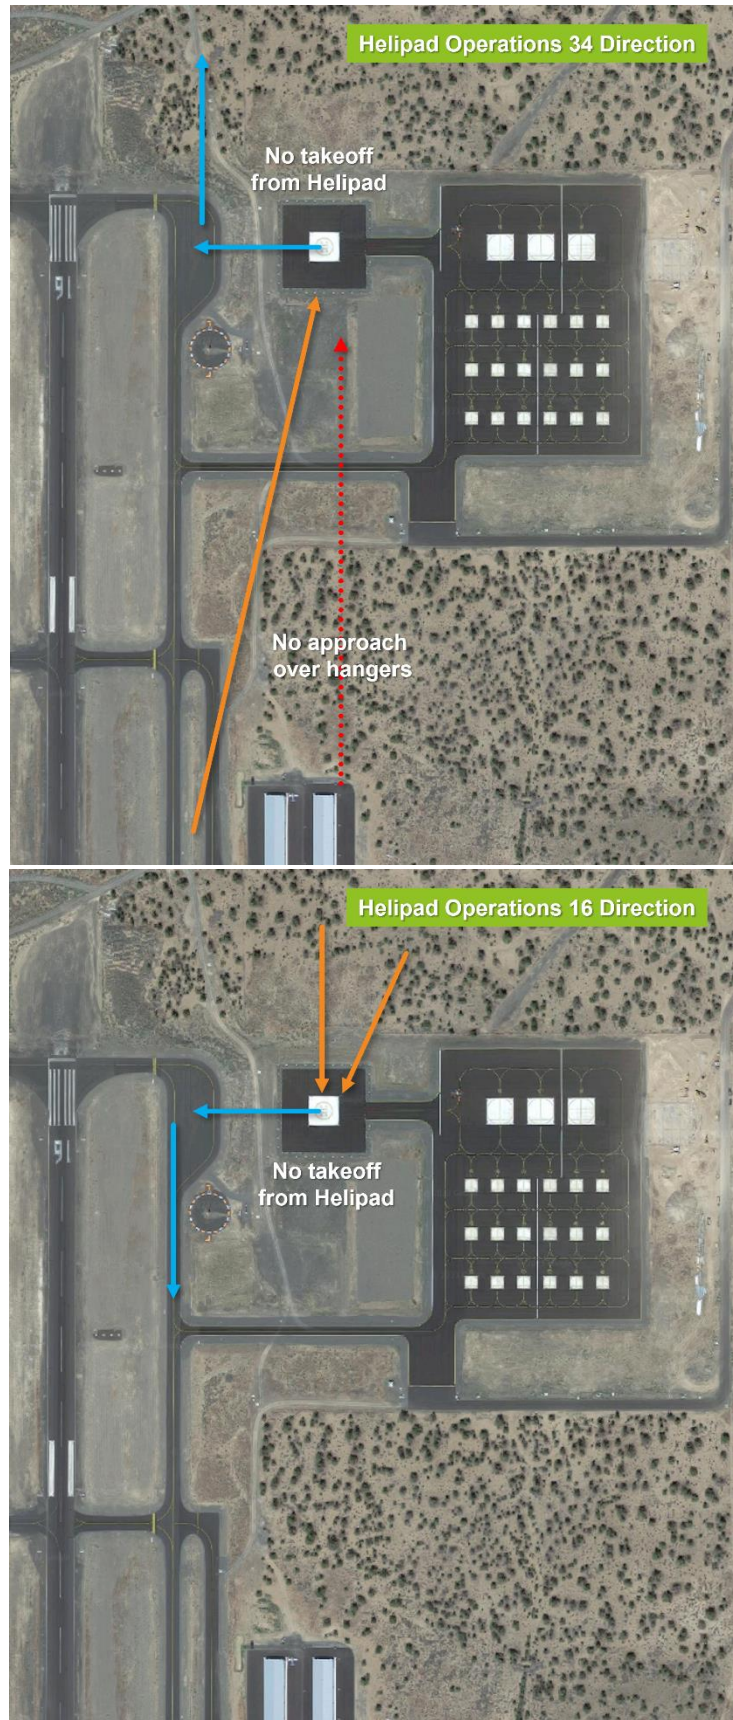 Helipad Operations 34 Direction
No takeoff
from Helipad
16
No approach
over hangers
Helipad Operations 16 Direction
16
No takeoff
from Helipad